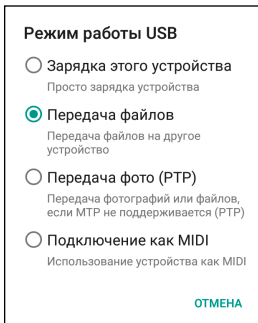 Режим работы USB
Зарядка этого устройства
Просто зарядка устройства
Передача файлов
Передача файлов на другое
устройство
Передача фото (PTP)
Передача фотографий или файлов,
если MTP не поддерживается (PTP)
Подключение как MIDI
Использование устройства как MIDI
ОТМЕНА